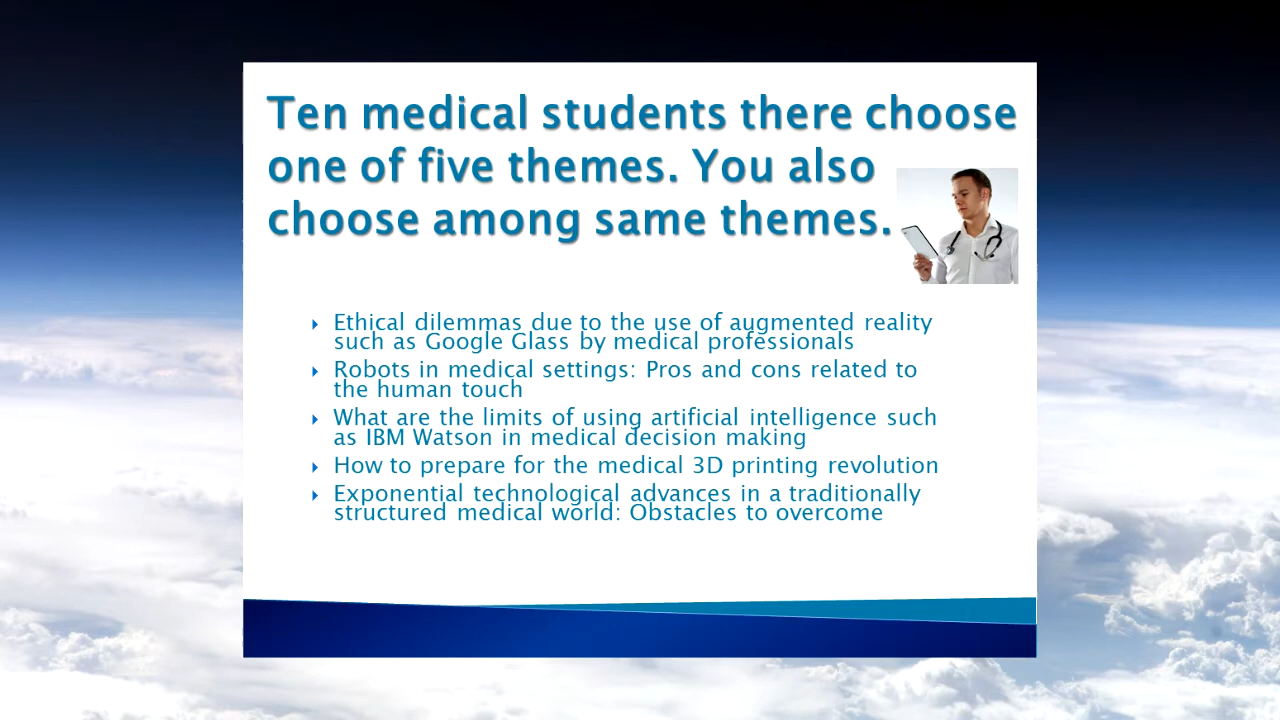 Ten medical students there choose
one of five themes. You also
choose among same themes.
Ethical dilemmas due to the use of augmented reality
such as Google Glass by medical professionals
Robots in medical settings: Pros and cons related to
the human touch
What are the limits of using artificial intelligence such
as IBM Watson in medical decision making
How to prepare for the medical 3D printing revolution
Exponential technological advances in a traditionally
structured medical world: Obstacles to overcome